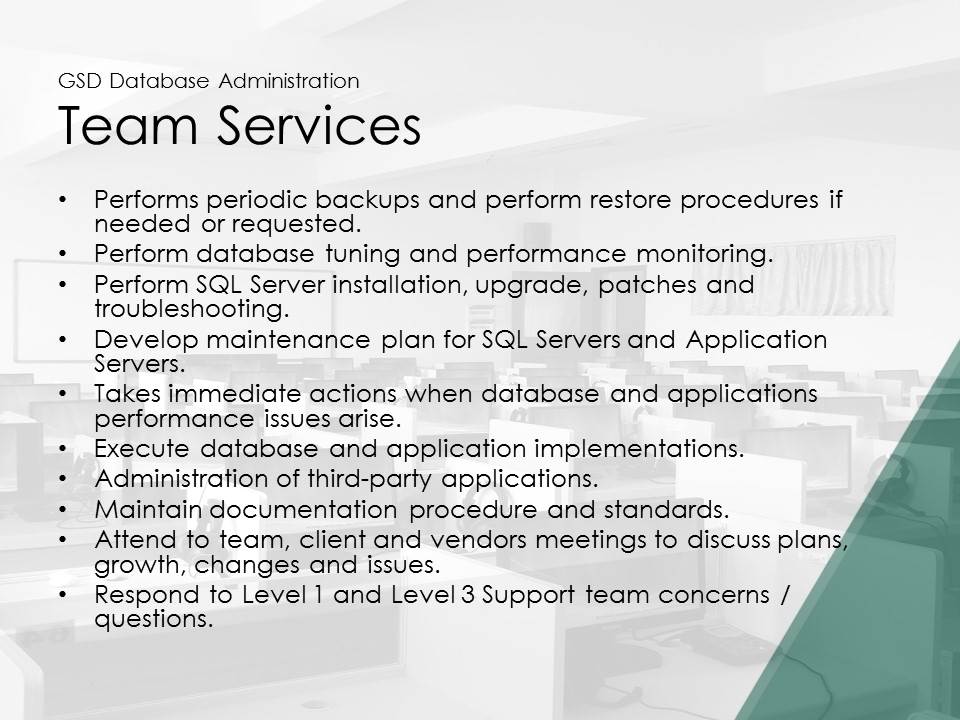 GSD Database Administration
Team Services
• Performs periodic backups and perform restore procedures if
needed or requested.
• Perform database tuning and performance monitoring.
• Perform SQL Server installation, upgrade, patches and
troubleshooting.
• Develop maintenance plan for SQL Servers and Application
Servers.
• Takes immediate actions when database and applications
performance issues arise.
• Execute database and application implementations.
• Administration of third-party applications.
• Maintain documentation procedure and standards.
• Attend to team, client and vendors meetings to discuss plans,
growth, changes and issues.
• Respond to Level 1 and Level 3 Support team concerns /
questions.